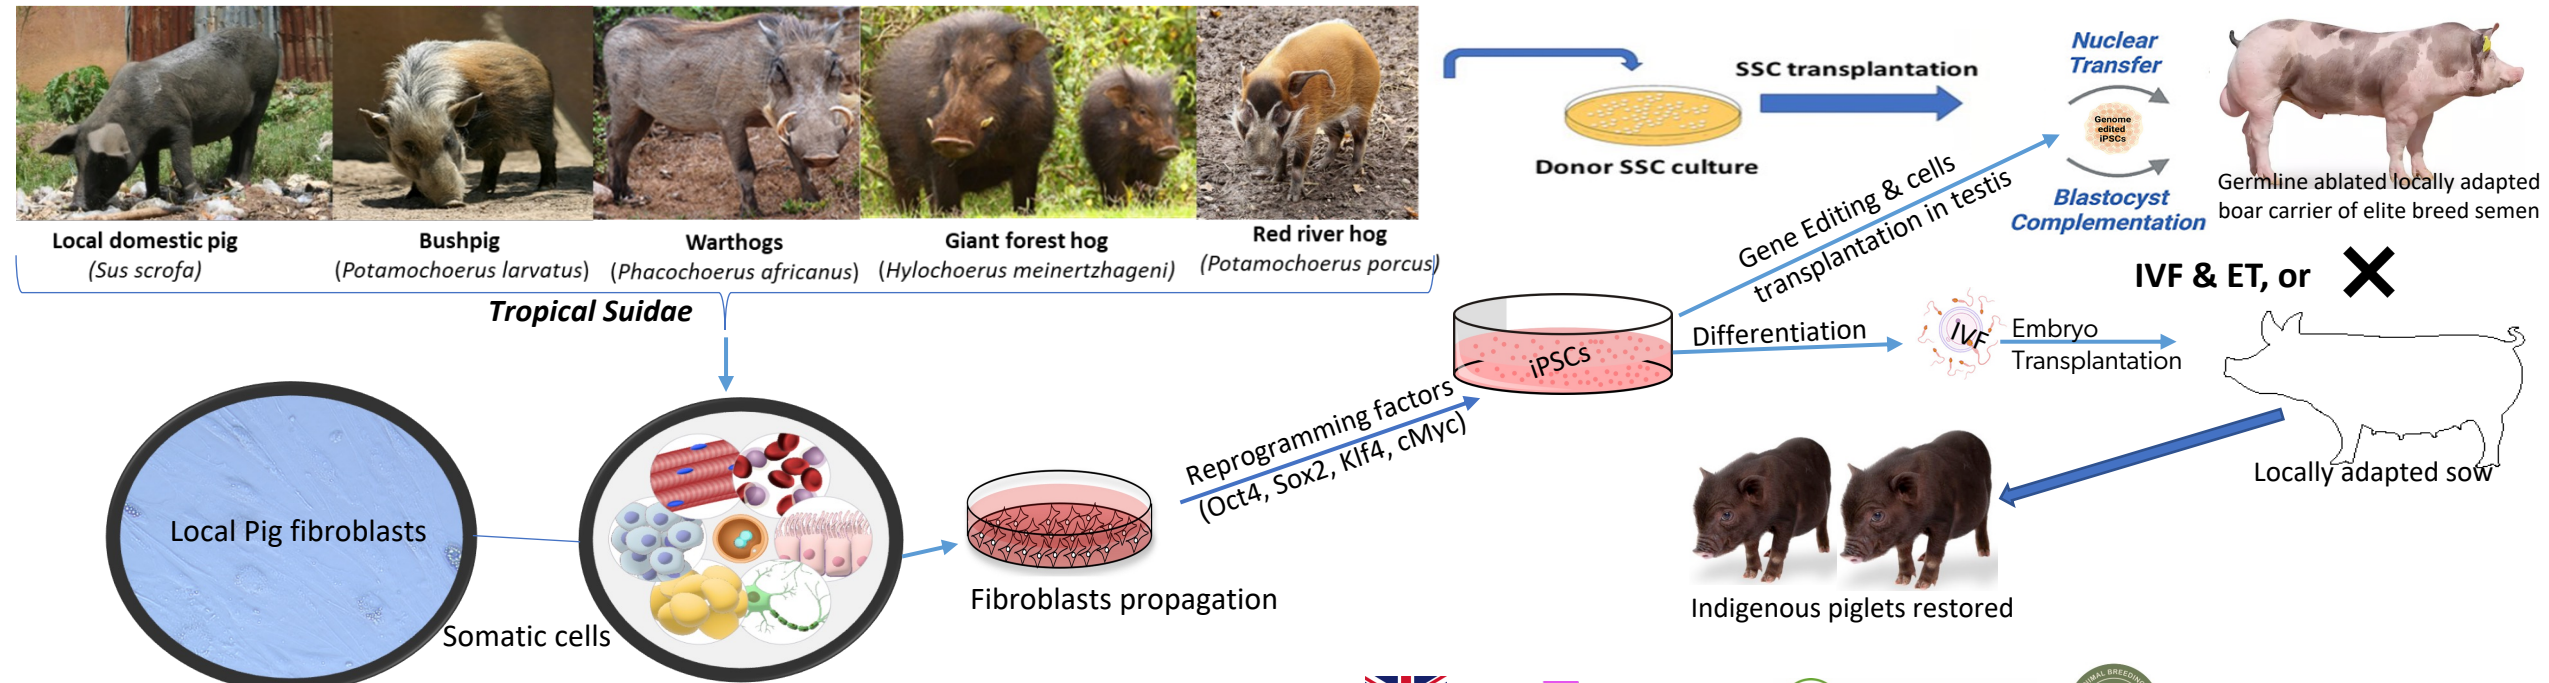 Local domestic pig
(Sus scrofa)
Bushpig
(Potamochoerus larvatus)
Warthogs
(Phacochoerus africanus)
Giant forest hog
(Hylochoerus meinertzhageni)
Red river hog
(Potamochoerus porcus)
Tropical Suidae
SSC transplantation
Donor SSC culture
Nuclear
Transfer
Genome
edited
iPSCs
Blastocyst
Complementation
Germline ablated locally adapted
boar carrier of elite breed semen
Gene Editing & cells
transplantation in testis
IVF & ET, or
Differentiation
IVF
Embryo
Transplantation
iPSCs
Reprogramming factors
(Oct4, Sox2, Klf4, cMyc)
Locally adapted sow
Local Pig fibroblasts
Somatic cells
Fibroblasts propagation
Indigenous piglets restored